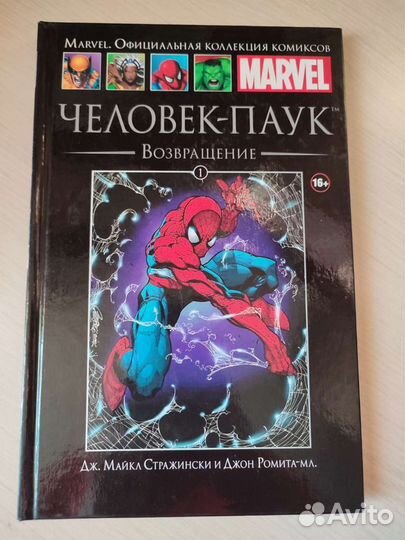 Marvel. Официальная коллекция комиксов
MARVEL
ЧЕЛОВЕК-ПАУК™
Возвращение
1
16+
Дж. Майкл Стражински и Джон Ромита-мл.
Avito